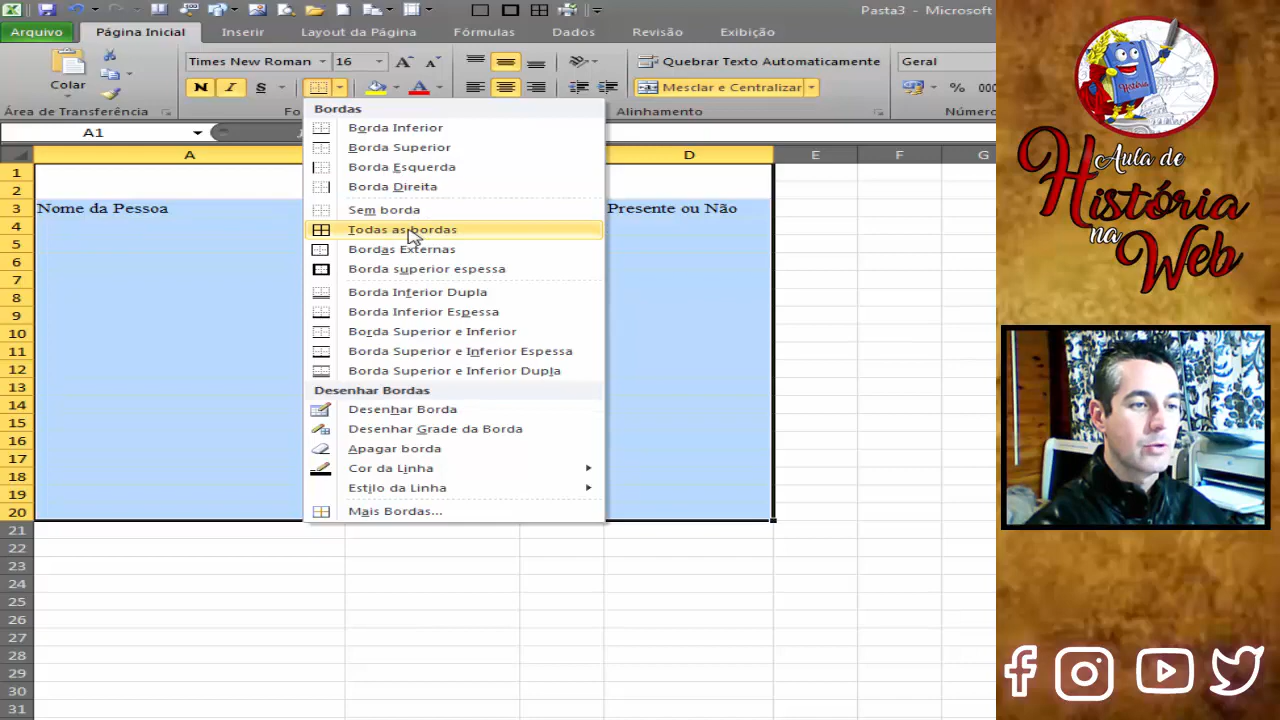 Pasta3 - Microsoft
Arquivo Página Inicial Inserir Layout da Página Fórmulas Dados Revisão Exibição
Times New Roman 16 Quebrar Texto Automaticamente Geral
Colar N I S A Mesclar e Centralizar % 000
Área de Transferência Fo Alinhamento Número
A1
Bordas
Borda Inferior
Borda Superior
Borda Esquerda
Borda Direita
Sem borda
Todas as bordas
Bordas Externas
Borda superior espessa
Borda Inferior Dupla
Borda Inferior Espessa
Borda Superior e Inferior
Borda Superior e Inferior Espessa
Borda Superior e Inferior Dupla
Desenhar Bordas
Desenhar Borda
Desenhar Grade da Borda
Apagar borda
Cor da Linha
Estilo da Linha
Mais Bordas...
A D E F G
1
2
3 Nome da Pessoa Presente ou Não
4
5
6
7
8
9
10
11
12
13
14
15
16
17
18
19
20
21
22
23
24
25
26
27
28
29
30
31
História
Aula de
História
na
Web